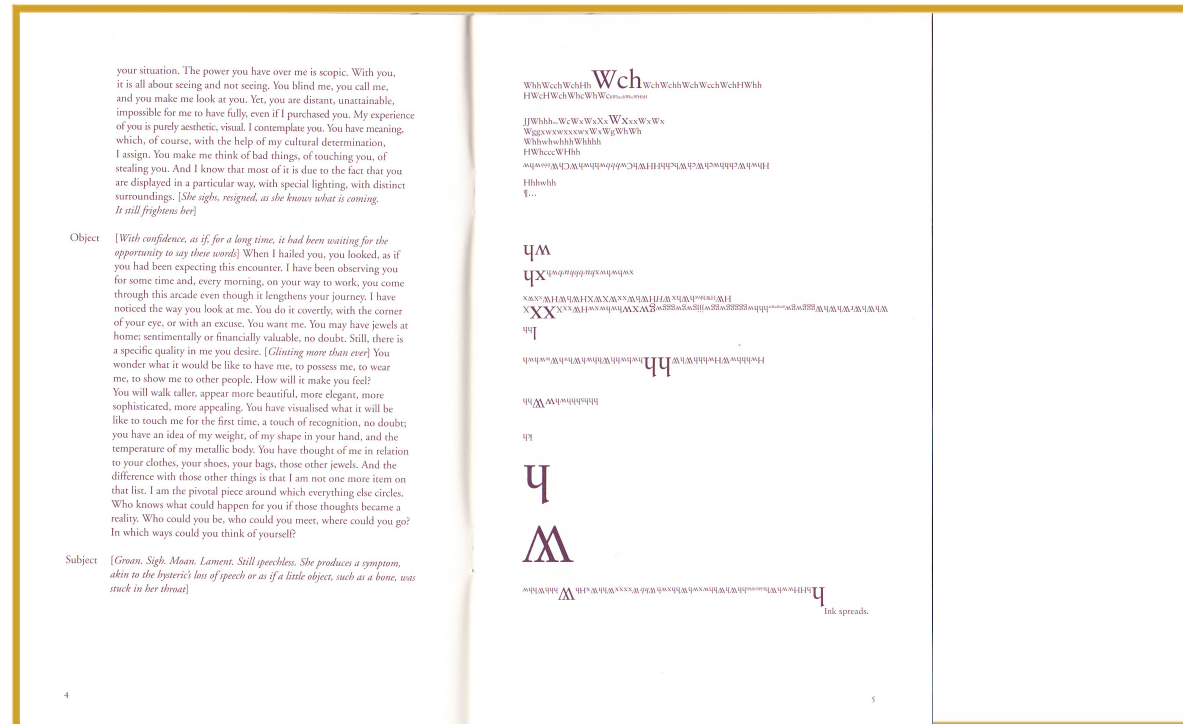 your situation. The power you have over me is scopic. With you,
it is all about seeing and not seeing. You blind me, you call me,
and you make me look at you. Yet, you are distant, unattainable,
impossible for me to have fully, even if I purchased you. My experience
of you is purely aesthetic, visual. I contemplate you. You have meaning,
which, of course, with the help of my cultural determination,
I assign. You make me think of bad things, of touching you, of
stealing you. And I know that most of it is due to the fact that you
are displayed in a particular way, with special lighting, with distinct
surroundings. [She sighs, resigned, as she knows what is coming.
It still frightens her]
Object [With confidence, as if, for a long time, it had been waiting for the
opportunity to say these words] When I hailed you, you looked, as if
you had been expecting this encounter. I have been observing you
for some time and, every morning, on your way to work, you come
through this arcade even though it lengthens your journey. I have
noticed the way you look at me. You do it covertly, with the corner
of your eye, or with an excuse. You want me. You may have jewels at
home; sentimentally or financially valuable, no doubt. Still, there is
a specific quality in me you desire. [Glinting more than ever] You
wonder what it would be like to have me, to possess me, to wear
me, to show me to other people. How will it make you feel?
You will walk taller, appear more beautiful, more elegant, more
sophisticated, more appealing. You have visualised what it will be
like to touch me for the first time, a touch of recognition, no doubt;
you have an idea of my weight, of my shape in your hand, and the
temperature of my metallic body. You have thought of me in relation
to your clothes, your shoes, your bags, those other jewels. And the
difference with those other things is that I am not one more item on
that list. I am the pivotal piece around which everything else circles.
Who knows what could happen for you if those thoughts became a
reality. Who could you be, who could you meet, where could you go?
In which ways could you think of yourself?
Subject [Groan. Sigh. Moan. Lament. Still speechless. She produces a symptom,
akin to the hysteric's loss of speech or as if a little object, such as a bone, was
stuck in her throat]
4
WhhWcchWchHhWchWchWchhWchWcchWchHWhh
WggxwxwxxxwxWxWgWhWh
WhhwhwhhhWhhhh
HWhcccWHhh
Hhhwhh
¶...
h
W
Ink spreads.
5